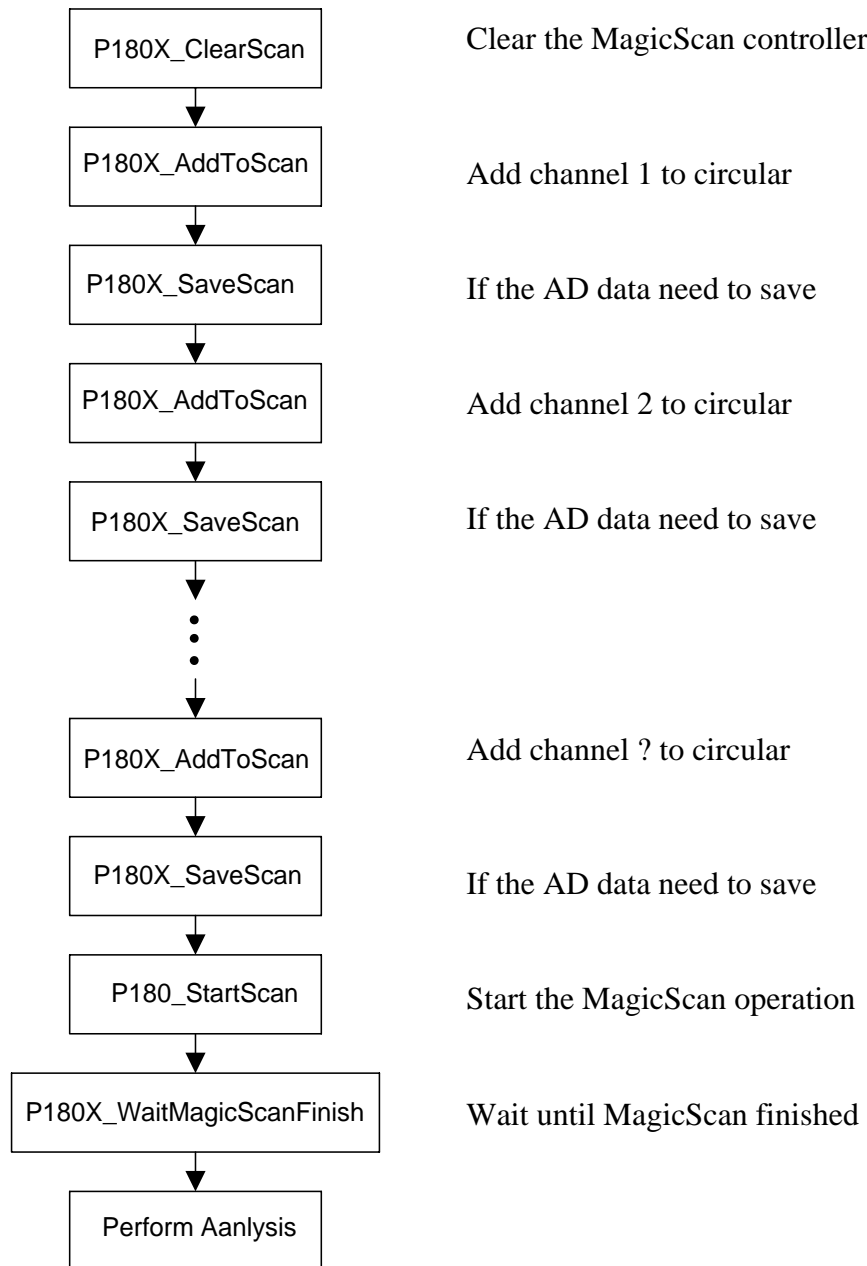 P180X_ClearScan
Clear the MagicScan controller
P180X_AddToScan
Add channel 1 to circular
P180X_SaveScan
If the AD data need to save
P180X_AddToScan
Add channel 2 to circular
P180X_SaveScan
If the AD data need to save
P180X_AddToScan
Add channel ? to circular
P180X_SaveScan
If the AD data need to save
P180_StartScan
Start the MagicScan operation
P180X_WaitMagicScanFinish
Wait until MagicScan finished
Perform Aanlysis